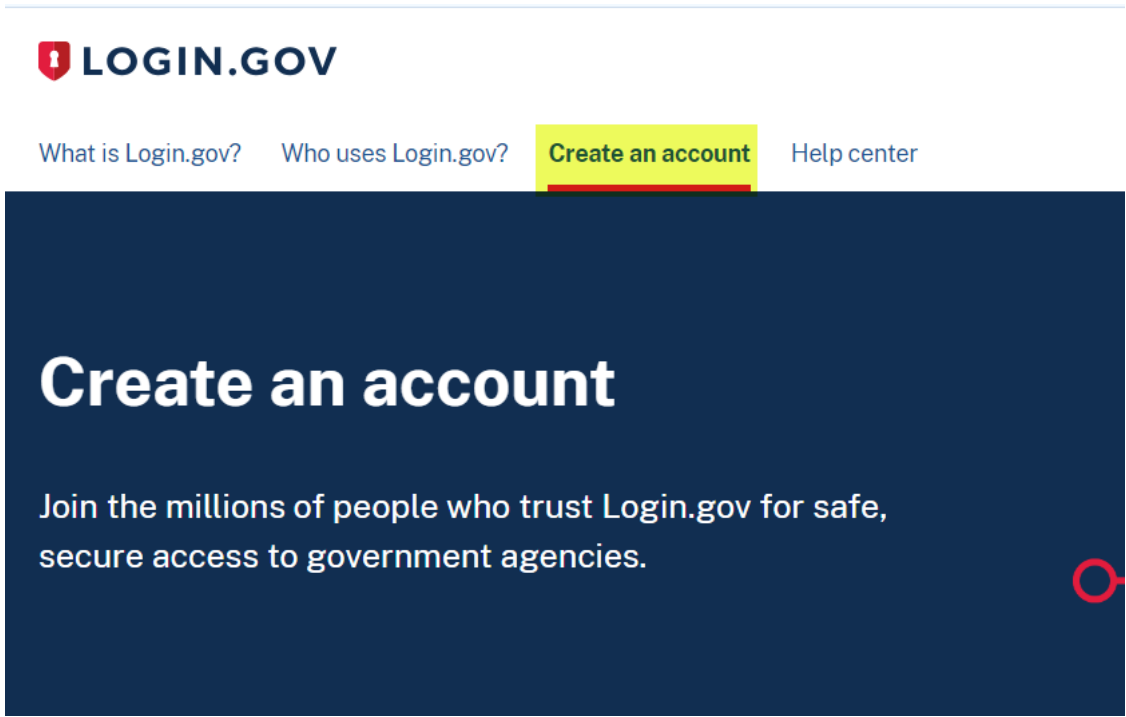 LOGIN.GOV
What is Login.gov? Who uses Login.gov? Create an account Help center
Create an account
Join the millions of people who trust Login.gov for safe,
secure access to government agencies.